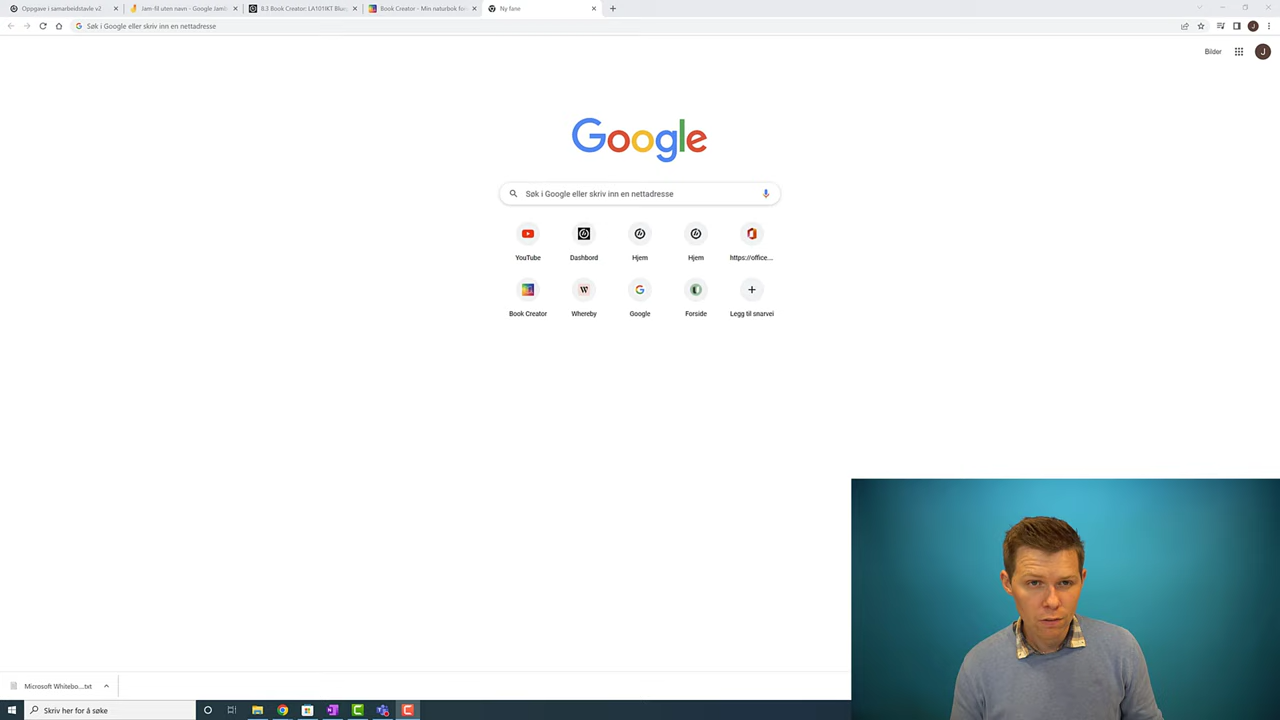 Oppgave i samarbeidstavle v2
Jam-fil uten navn - Google Jamb
8.3 Book Creator: LA101IKT Blu
Book Creator - Min naturbok fo
Ny fane
Søk i Google eller skriv inn en nettadresse
J
Bilder
J
Google
Søk i Google eller skriv inn en nettadresse
YouTube
Dashbord
Hjem
Hjem
https://office...
Book Creator
Whereby
Google
Forside
Legg til snarvei
Microsoft Whitebo....txt
Skriv her for å søke